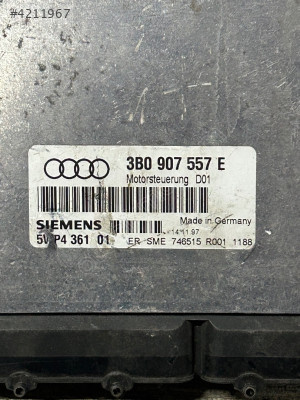 #4211967
3B0 907 557 E
Motorsteuerung D01
SIEMENS
Made in Germany
5WP4 361 01
ER SME 746515 R001 1188